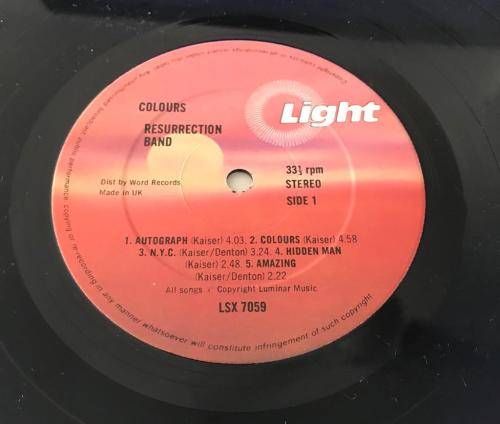 COLOURS
RESURRECTION
BAND
Light
Dist by Word Records
Made in UK
33⅓ rpm
STEREO
SIDE 1
1. AUTOGRAPH (Kaiser) 4.03. 2. COLOURS (Kaiser) 4.58
3. N.Y.C. (Kaiser/Denton) 3.24. 4. HIDDEN MAN
(Kaiser) 2.48. 5. AMAZING
(Kaiser/Denton) 2.22
All songs Copyright Luminar Music
LSX 7059
broadcast public performance copying or re-recording in any manner whatsoever will constitute infringement of such copyright